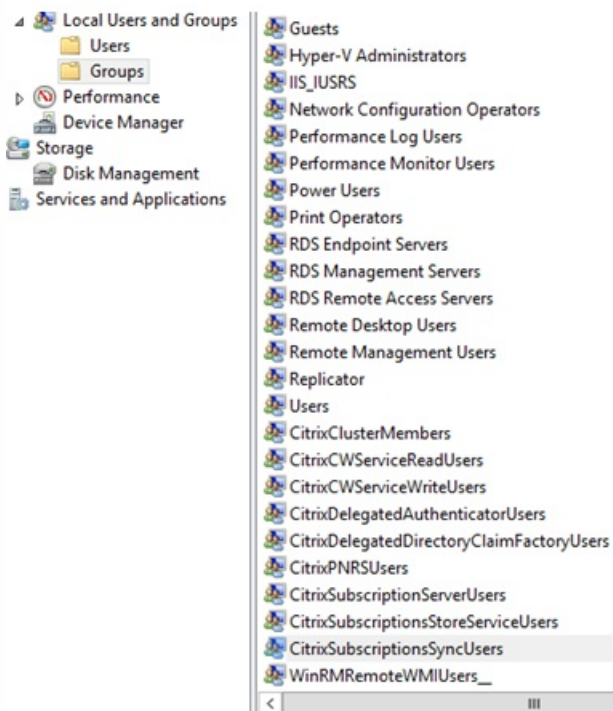 Local Users and Groups
Users
Groups
Performance
Device Manager
Storage
Disk Management
Services and Applications
Guests
Hyper-V Administrators
IIS_IUSRS
Network Configuration Operators
Performance Log Users
Performance Monitor Users
Power Users
Print Operators
RDS Endpoint Servers
RDS Management Servers
RDS Remote Access Servers
Remote Desktop Users
Remote Management Users
Replicator
Users
CitrixClusterMembers
CitrixCWServiceReadUsers
CitrixCWServiceWriteUsers
CitrixDelegatedAuthenticatorUsers
CitrixDelegatedDirectoryClaimFactoryUsers
CitrixPNRSUsers
CitrixSubscriptionServerUsers
CitrixSubscriptionsStoreServiceUsers
CitrixSubscriptionsSyncUsers
WinRMRemoteWMIUsers__